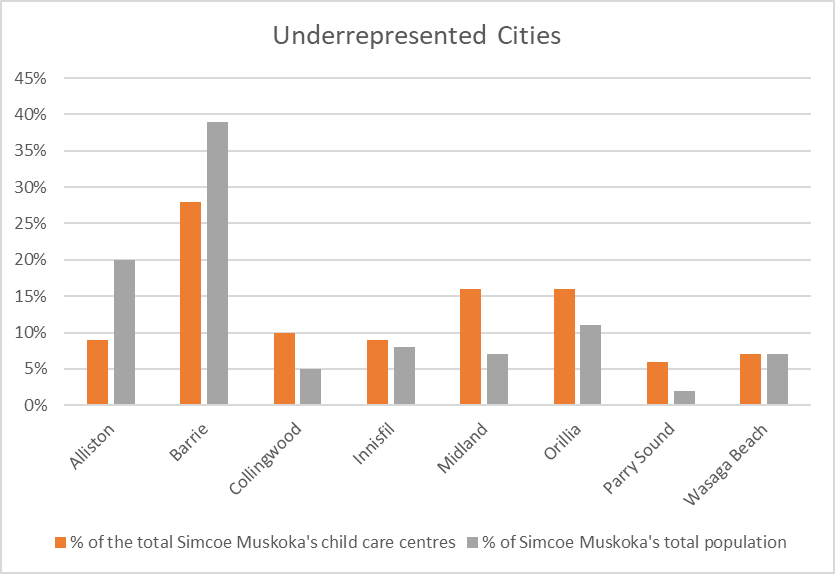 Underrepresented Cities
45%
40%
35%
30%
25%
20%
15%
10%
5%
0%
Alliston
Barrie
Collingwood
Innisfil
Midland
Orillia
Parry Sound
Wasaga Beach
% of the total Simcoe Muskoka's child care centres
% of Simcoe Muskoka's total population